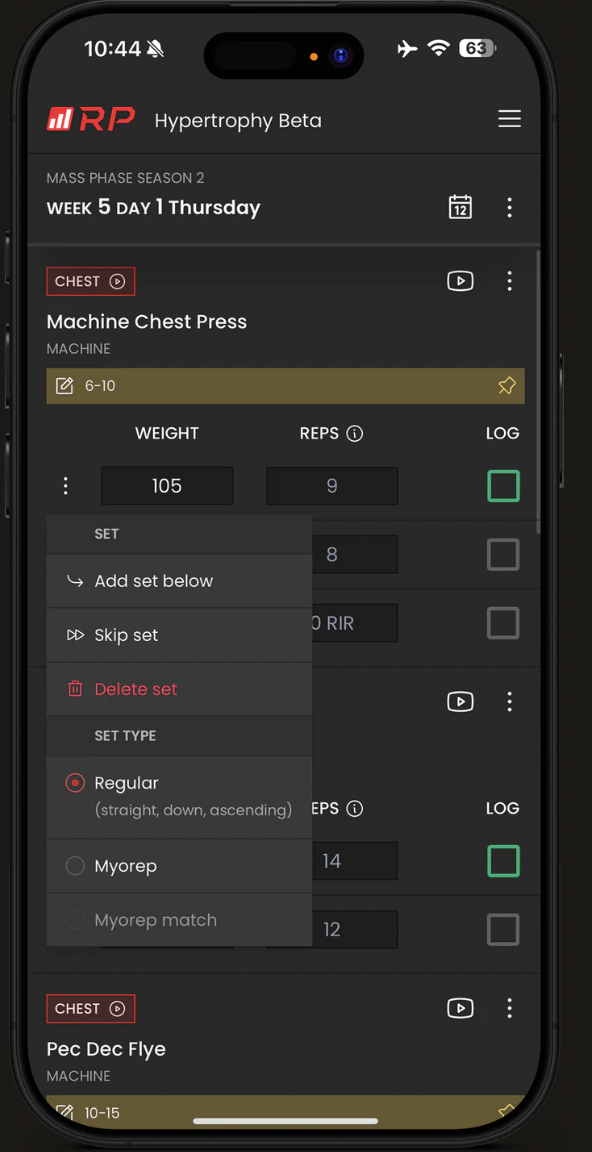 10:44
63
RP Hypertrophy Beta
MASS PHASE SEASON 2
WEEK 5 DAY 1 Thursday
12
CHEST
Machine Chest Press
MACHINE
6-10
WEIGHT REPS LOG
105 9
SET
8
Add set below
0 RIR
Skip set
Delete set
SET TYPE
Regular
(straight, down, ascending)
EPS LOG
14
Myorep
Myorep match
12
CHEST
Pec Dec Flye
MACHINE
10-15